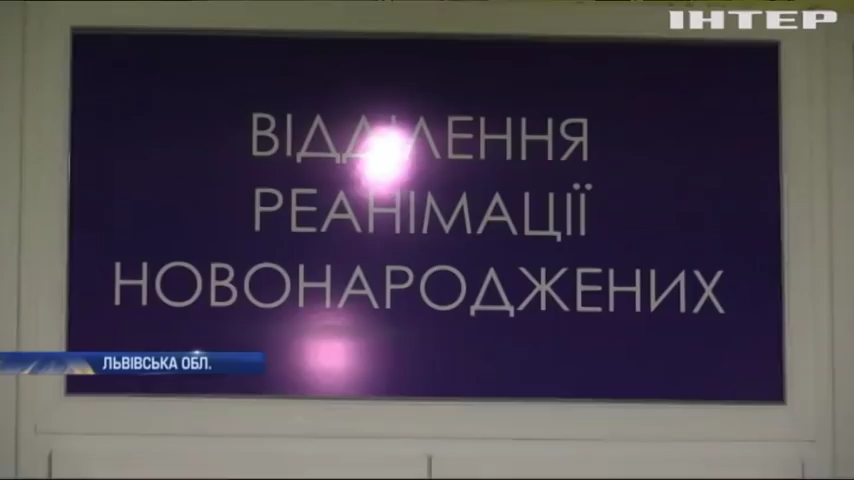 ІНТЕР
ВІДДІЛЕННЯ
РЕАНІМАЦІЇ
НОВОНАРОДЖЕНИХ
ЛЬВІВСЬКА ОБЛ.